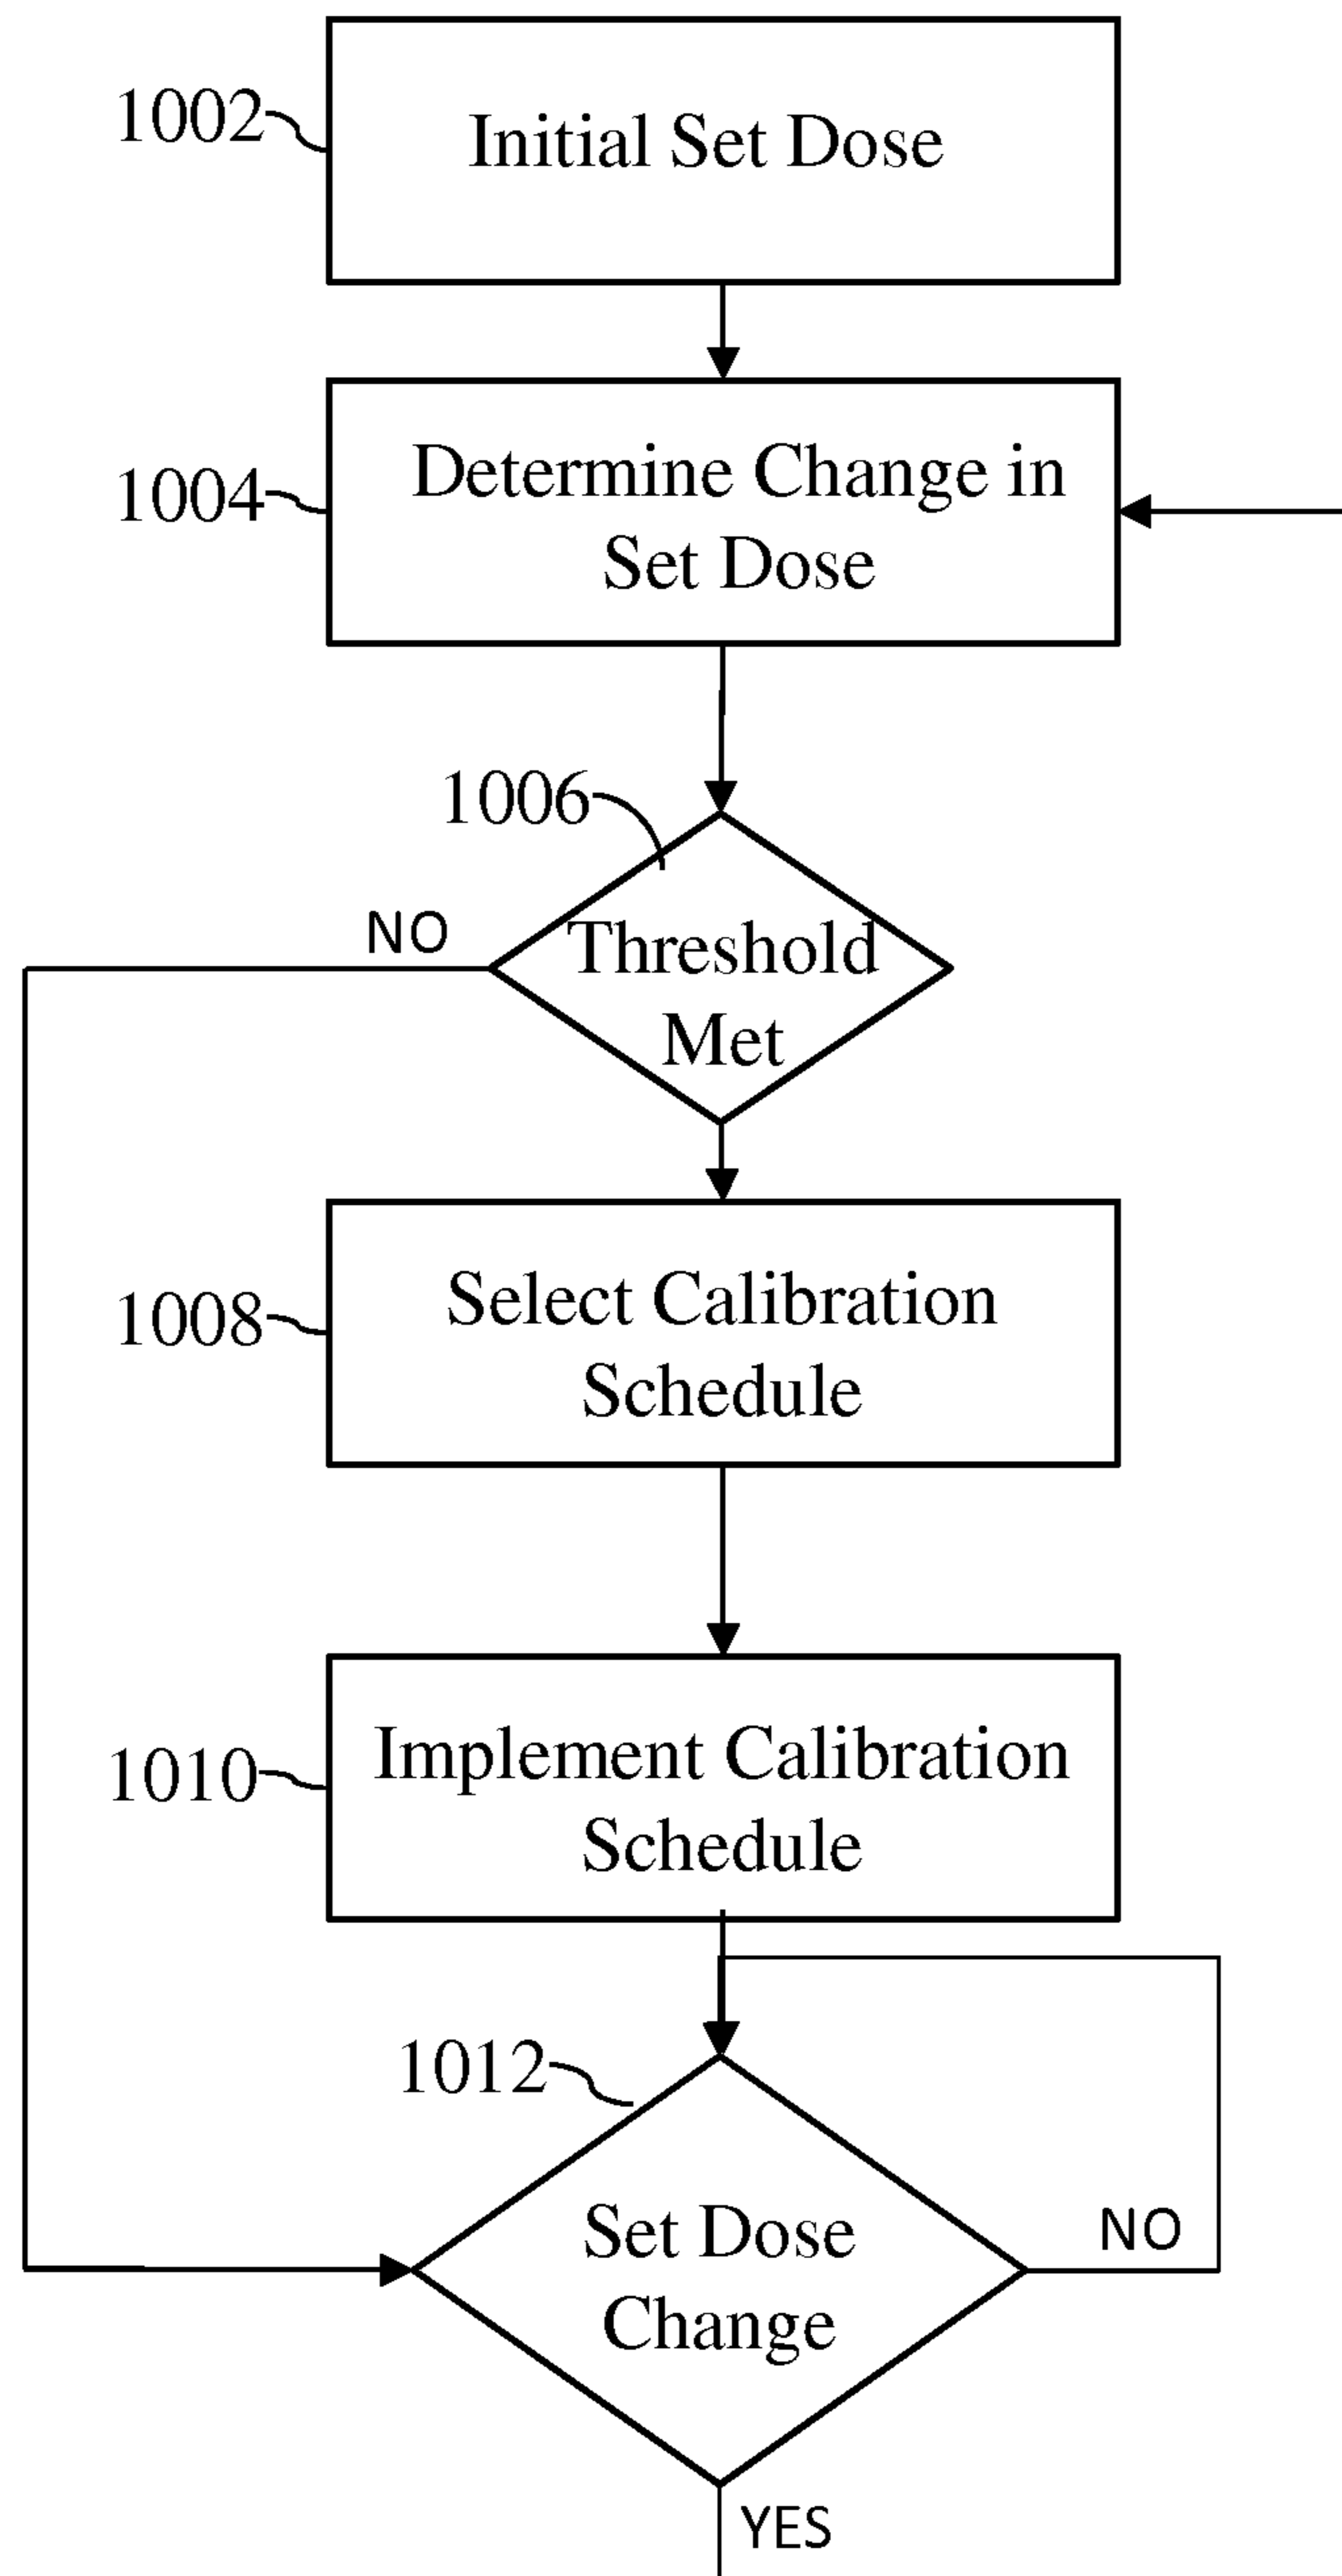 1002
Initial Set Dose
1004
Determine Change in
Set Dose
1006
NO
Threshold
Met
1008
Select Calibration
Schedule
1010
Implement Calibration
Schedule
1012
Set Dose
Change
NO
YES